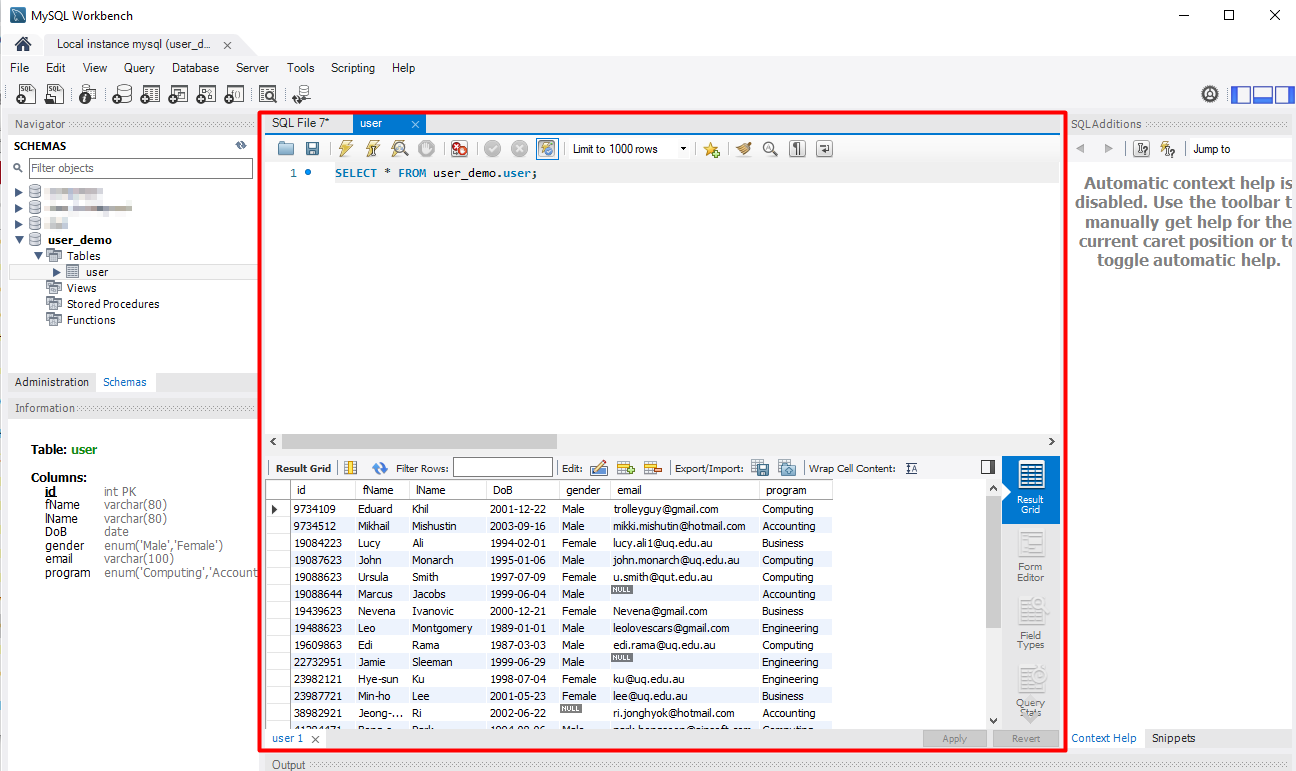 MySQL Workbench
Local instance mysql (user_d...
File Edit View Query Database Server Tools Scripting Help
Navigator
SCHEMAS
Filter objects
user_demo
Tables
user
Views
Stored Procedures
Functions
Administration Schemas
Information
Table: user
Columns:
id int PK
fName varchar(80)
lName varchar(80)
DoB date
gender enum('Male','Female')
email varchar(100)
program enum('Computing','Account
SQL File 7* user
Limit to 1000 rows
1 SELECT * FROM user_demo.user;
Result Grid Filter Rows: Edit: Export/Import: Wrap Cell Content:
id fName lName DoB gender email program
9734109 Eduard Khil 2001-12-22 Male trolleyguy@gmail.com Computing
9734512 Mikhail Mishustin 2003-09-16 Male mikki.mishutin@hotmail.com Accounting
19084223 Lucy Ali 1994-02-01 Female lucy.ali1@uq.edu.au Business
19087623 John Monarch 1995-01-06 Male john.monarch@uq.edu.au Computing
19088623 Ursula Smith 1997-07-09 Female u.smith@qut.edu.au Computing
19088644 Marcus Jacobs 1999-06-04 Male NULL Accounting
19439623 Nevena Ivanovic 2000-12-21 Female Nevena@gmail.com Business
19488623 Leo Montgomery 1989-01-01 Male leolovescars@gmail.com Engineering
19609863 Edi Rama 1987-03-03 Male edi.rama@uq.edu.au Computing
22732951 Jamie Sleeman 1999-06-29 Male NULL Engineering
23982121 Hye-sun Ku 1998-07-04 Female ku@uq.edu.au Engineering
23987721 Min-ho Lee 2001-05-23 Female lee@uq.edu.au Business
38982921 Jeong-... Ri 2002-06-22 NULL ri.jonghyok@hotmail.com Accounting
Result
Grid
Form
Editor
Field
Types
Query
Stats
user 1 Apply Revert
Output
SQLAdditions
Jump to
Automatic context help is
disabled. Use the toolbar t
manually get help for the
current caret position or to
toggle automatic help.
Context Help Snippets